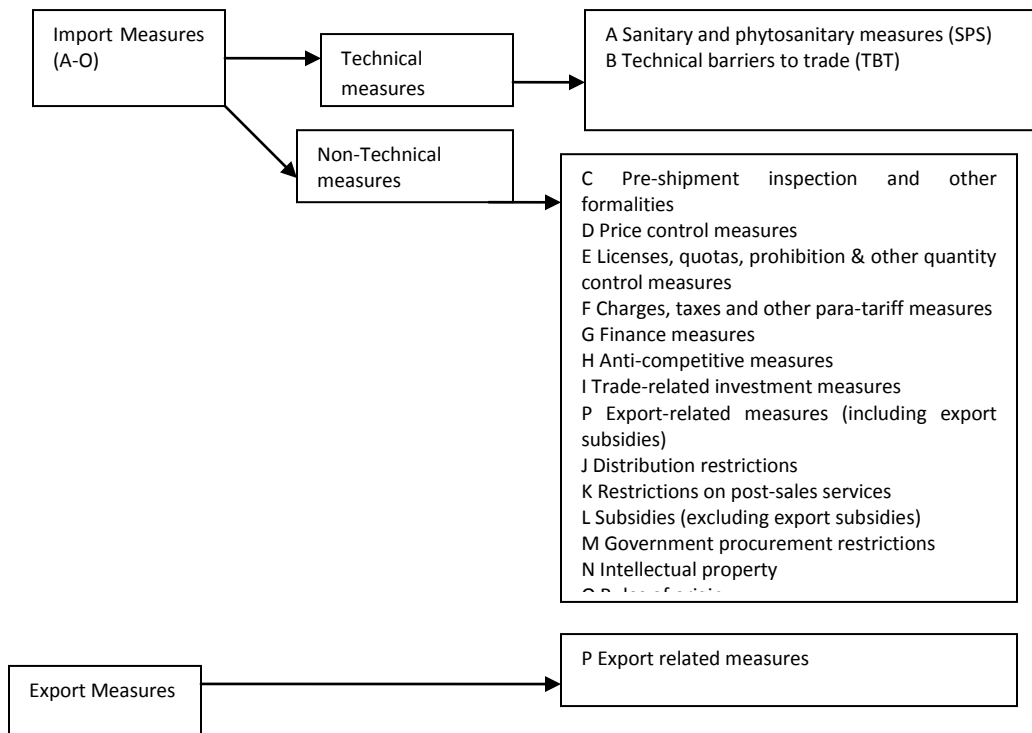 Import Measures
(A-O)
Technical
measures
A Sanitary and phytosanitary measures (SPS)
B Technical barriers to trade (TBT)
Non-Technical
measures
C Pre-shipment inspection and other
formalities
D Price control measures
E Licenses, quotas, prohibition & other quantity
control measures
F Charges, taxes and other para-tariff measures
G Finance measures
H Anti-competitive measures
I Trade-related investment measures
P Export-related measures (including export
subsidies)
J Distribution restrictions
K Restrictions on post-sales services
L Subsidies (excluding export subsidies)
M Government procurement restrictions
N Intellectual property
Export Measures
P Export related measures